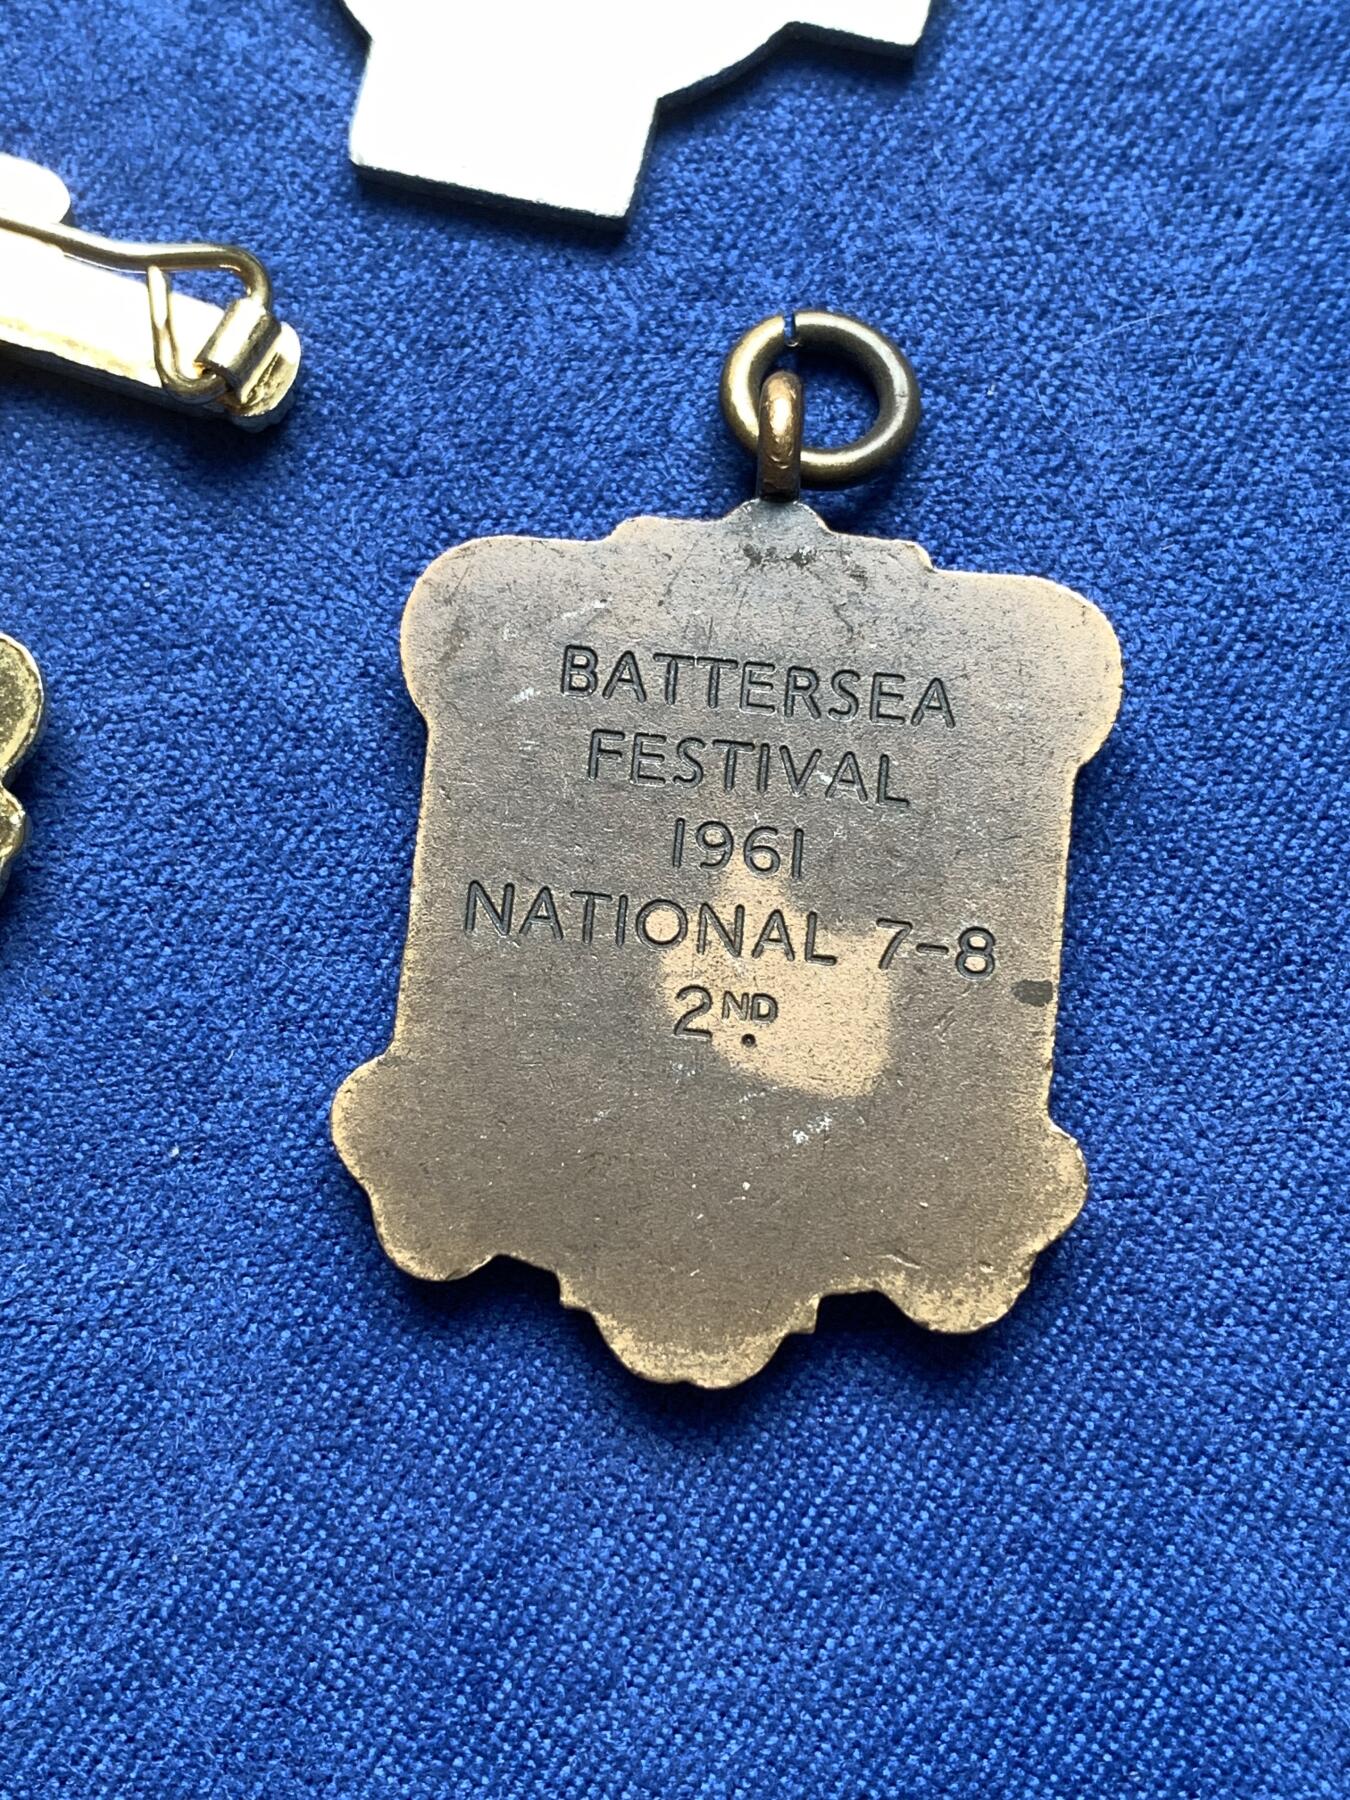 BATTERSEA
FESTIVAL
1961
NATIONAL 7-8
2ND